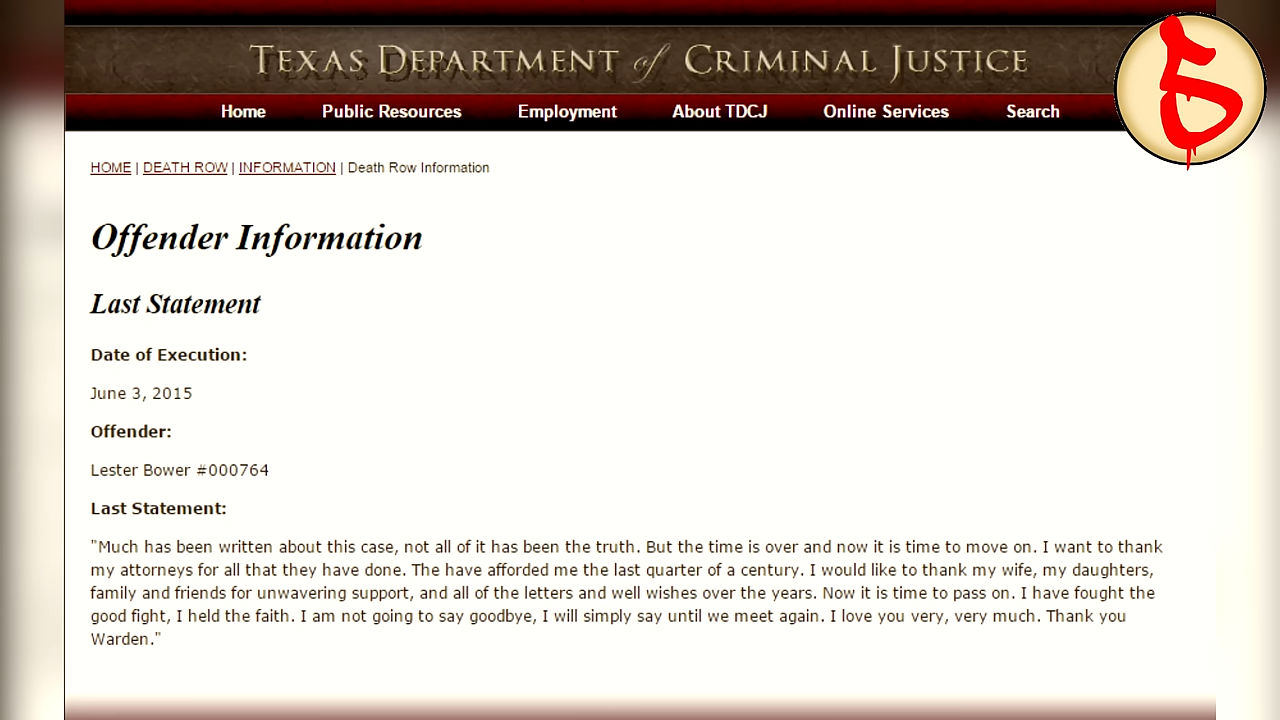 TEXAS DEPARTMENT of CRIMINAL JUSTICE
Home Public Resources Employment About TDCJ Online Services Search
HOME | DEATH ROW | INFORMATION | Death Row Information
Offender Information
Last Statement
Date of Execution:
June 3, 2015
Offender:
Lester Bower #000764
Last Statement:
"Much has been written about this case, not all of it has been the truth. But the time is over and now it is time to move on. I want to thank
my attorneys for all that they have done. The have afforded me the last quarter of a century. I would like to thank my wife, my daughters,
family and friends for unwavering support, and all of the letters and well wishes over the years. Now it is time to pass on. I have fought the
good fight, I held the faith. I am not going to say goodbye, I will simply say until we meet again. I love you very, very much. Thank you
Warden."